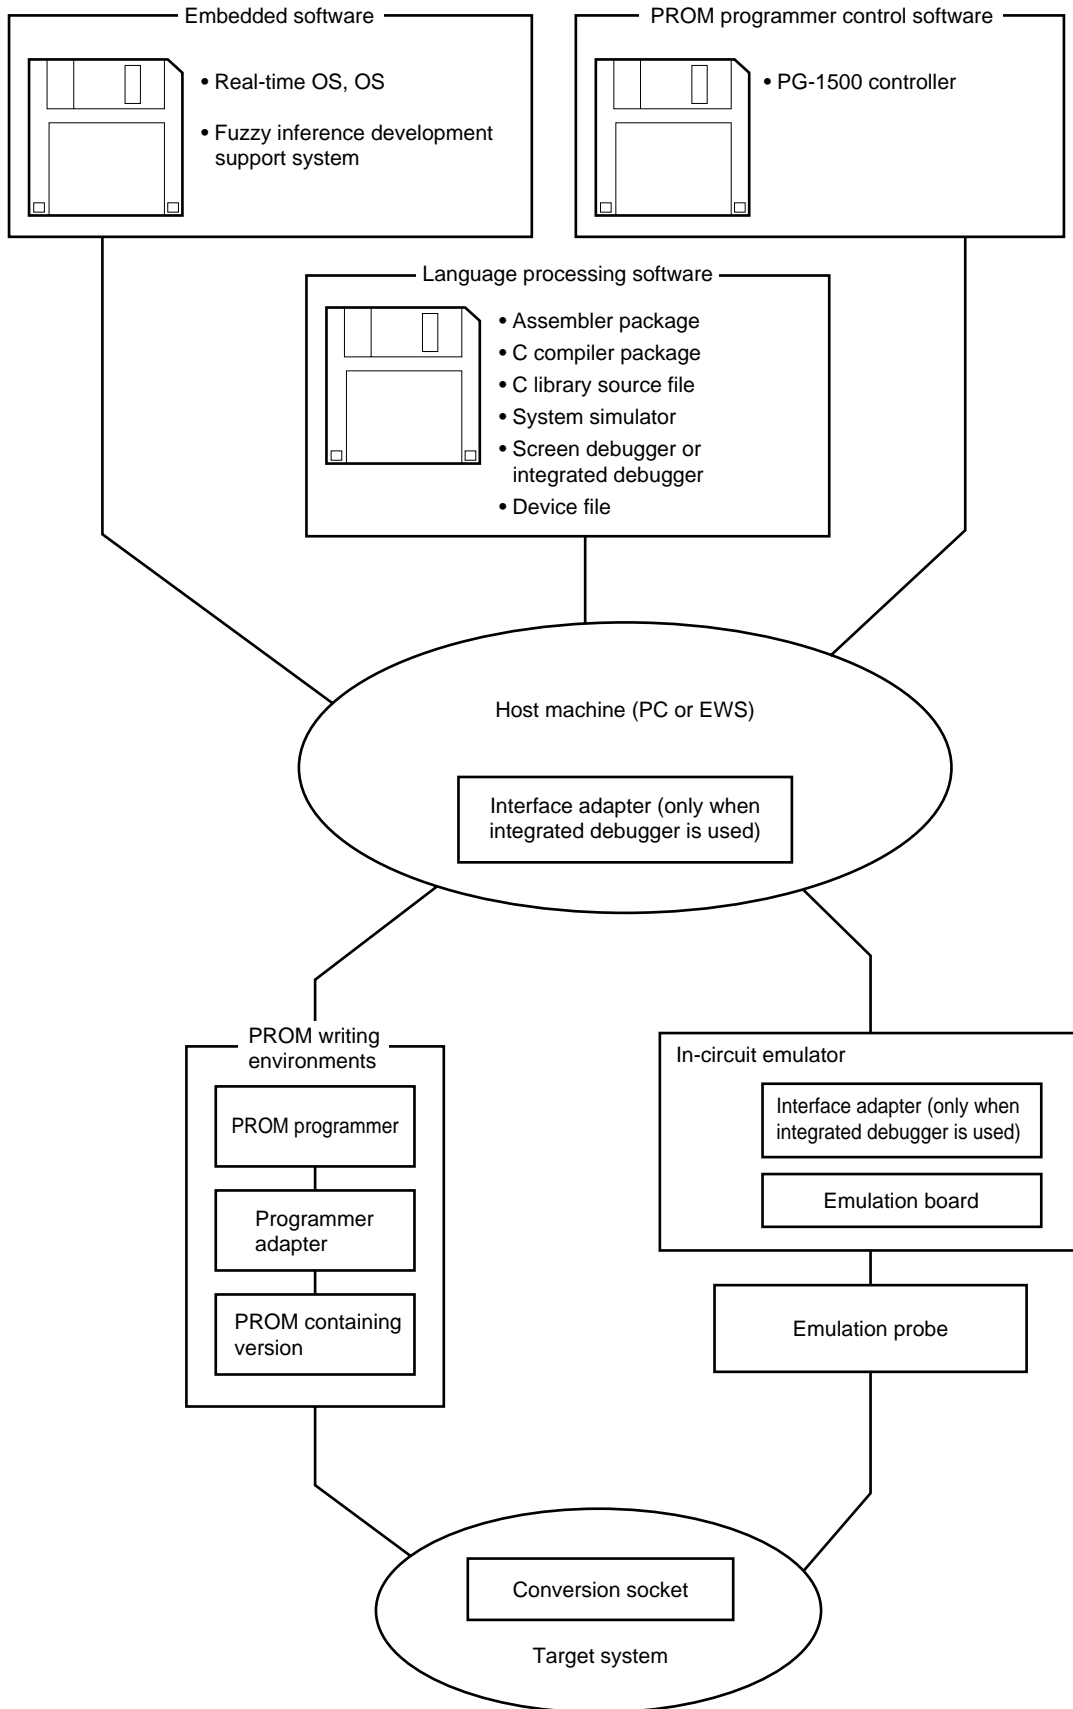 Embedded software
• Real-time OS, OS
• Fuzzy inference development
support system
PROM programmer control software
• PG-1500 controller
Language processing software
• Assembler package
• C compiler package
• C library source file
• System simulator
• Screen debugger or
integrated debugger
• Device file
Host machine (PC or EWS)
Interface adapter (only when
integrated debugger is used)
PROM writing
environments
PROM programmer
Programmer
adapter
PROM containing
version
In-circuit emulator
Interface adapter (only when
integrated debugger is used)
Emulation board
Emulation probe
Conversion socket
Target system